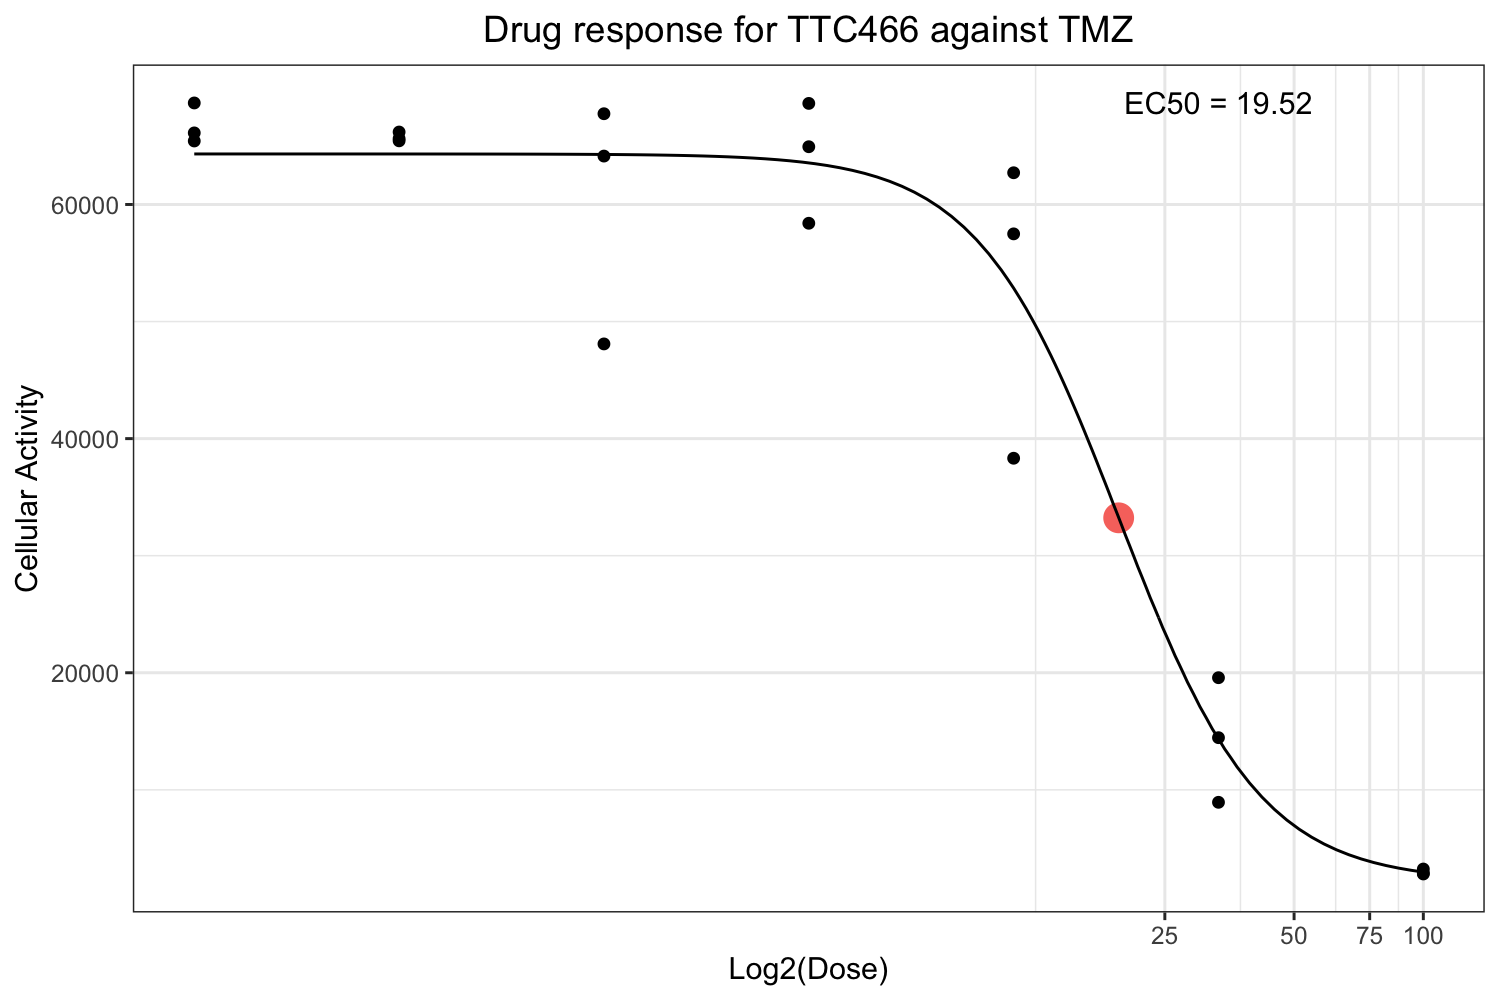 Drug response for TTC466 against TMZ
EC50 = 19.52
60000
40000
20000
Cellular Activity
25 50 75 100
Log2(Dose)